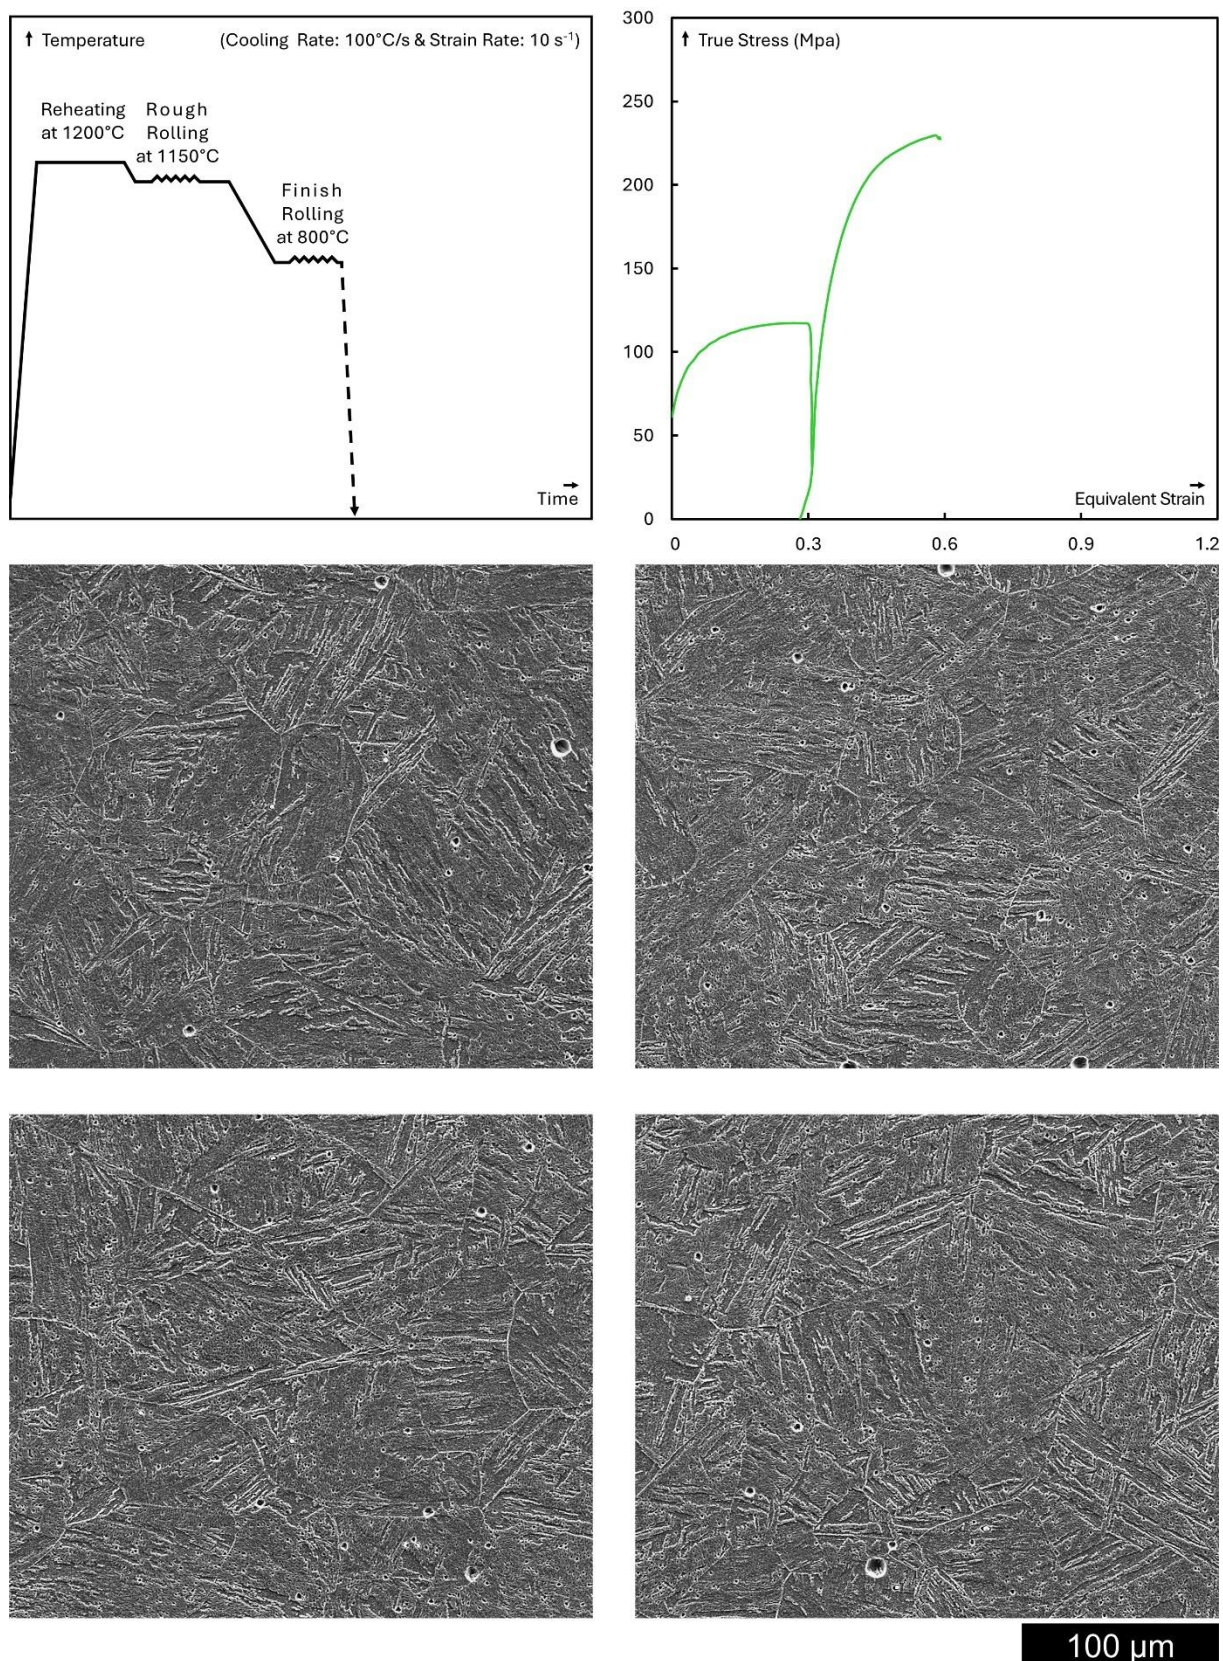 ↑ Temperature (Cooling Rate: 100°C/s & Strain Rate: 10 s⁻¹)
Reheating
at 1200°C
Rough
Rolling
at 1150°C
Finish
Rolling
at 800°C
→
Time
↑ True Stress (Mpa)
300
250
200
150
100
50
0
→
Equivalent Strain
0 0.3 0.6 0.9 1.2
100 µm